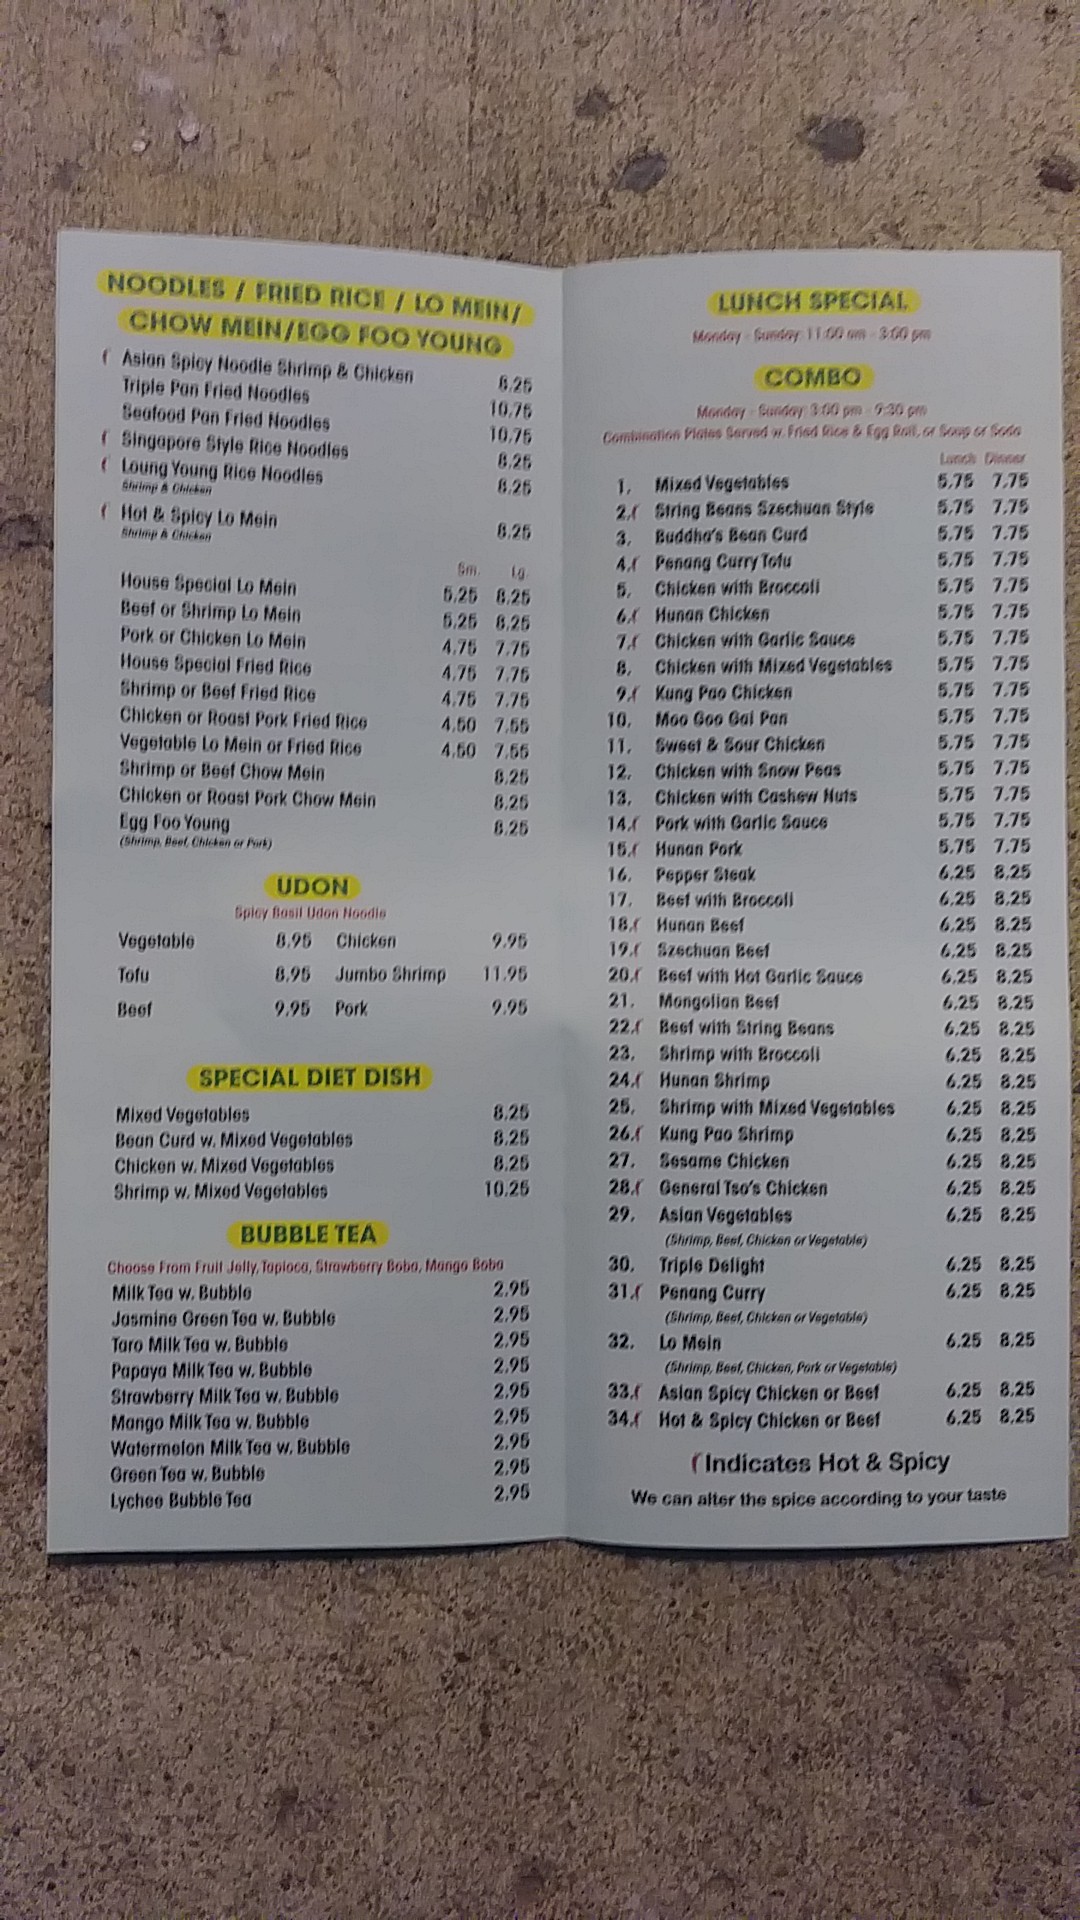 NOODLES / FRIED RICE / LO MEIN/
CHOW MEIN/EGG FOO YOUNG
Asian Spicy Noodle Shrimp & Chicken 8.25
Triple Pan Fried Noodles 10.75
Seafood Pan Fried Noodles 10.75
Singapore Style Rice Noodles 8.25
Loung Young Rice Noodles 8.25
Shrimp & Chicken
Hot & Spicy Lo Mein 8.25
Shrimp & Chicken
Sm. Lg.
House Special Lo Mein 5.25 8.25
Beef or Shrimp Lo Mein 5.25 8.25
Pork or Chicken Lo Mein 4.75 7.75
House Special Fried Rice 4.75 7.75
Shrimp or Beef Fried Rice 4.75 7.75
Chicken or Roast Pork Fried Rice 4.50 7.55
Vegetable Lo Mein or Fried Rice 4.50 7.55
Shrimp or Beef Chow Mein 8.25
Chicken or Roast Pork Chow Mein 8.25
Egg Foo Young 8.25
(Shrimp, Beef, Chicken or Pork)
UDON
Spicy Basil Udon Noodle
Vegetable 8.95 Chicken 9.95
Tofu 8.95 Jumbo Shrimp 11.95
Beef 9.95 Pork 9.95
SPECIAL DIET DISH
Mixed Vegetables 8.25
Bean Curd w. Mixed Vegetables 8.25
Chicken w. Mixed Vegetables 8.25
Shrimp w. Mixed Vegetables 10.25
BUBBLE TEA
Choose From Fruit Jelly, Tapioca, Strawberry Boba, Mango Boba
Milk Tea w. Bubble 2.95
Jasmine Green Tea w. Bubble 2.95
Taro Milk Tea w. Bubble 2.95
Papaya Milk Tea w. Bubble 2.95
Strawberry Milk Tea w. Bubble 2.95
Mango Milk Tea w. Bubble 2.95
Watermelon Milk Tea w. Bubble 2.95
Green Tea w. Bubble 2.95
Lychee Bubble Tea 2.95
LUNCH SPECIAL
Monday - Sunday: 11:00 am - 3:00 pm
COMBO
Monday - Sunday: 3:00 pm - 9:30 pm
Combination Plates Served w. Fried Rice & Egg Roll, or Soup or Soda
Lunch Dinner
1. Mixed Vegetables 5.75 7.75
2. String Beans Szechuan Style 5.75 7.75
3. Buddha's Bean Curd 5.75 7.75
4. Penang Curry Tofu 5.75 7.75
5. Chicken with Broccoli 5.75 7.75
6. Hunan Chicken 5.75 7.75
7. Chicken with Garlic Sauce 5.75 7.75
8. Chicken with Mixed Vegetables 5.75 7.75
9. Kung Pao Chicken 5.75 7.75
10. Moo Goo Gai Pan 5.75 7.75
11. Sweet & Sour Chicken 5.75 7.75
12. Chicken with Snow Peas 5.75 7.75
13. Chicken with Cashew Nuts 5.75 7.75
14. Pork with Garlic Sauce 5.75 7.75
15. Hunan Pork 5.75 7.75
16. Pepper Steak 6.25 8.25
17. Beef with Broccoli 6.25 8.25
18. Hunan Beef 6.25 8.25
19. Szechuan Beef 6.25 8.25
20. Beef with Hot Garlic Sauce 6.25 8.25
21. Mongolian Beef 6.25 8.25
22. Beef with String Beans 6.25 8.25
23. Shrimp with Broccoli 6.25 8.25
24. Hunan Shrimp 6.25 8.25
25. Shrimp with Mixed Vegetables 6.25 8.25
26. Kung Pao Shrimp 6.25 8.25
27. Sesame Chicken 6.25 8.25
28. General Tso's Chicken 6.25 8.25
29. Asian Vegetables 6.25 8.25
(Shrimp, Beef, Chicken or Vegetable)
30. Triple Delight 6.25 8.25
31. Penang Curry 6.25 8.25
(Shrimp, Beef, Chicken or Vegetable)
32. Lo Mein 6.25 8.25
(Shrimp, Beef, Chicken, Pork or Vegetable)
33. Asian Spicy Chicken or Beef 6.25 8.25
34. Hot & Spicy Chicken or Beef 6.25 8.25
Indicates Hot & Spicy
We can alter the spice according to your taste